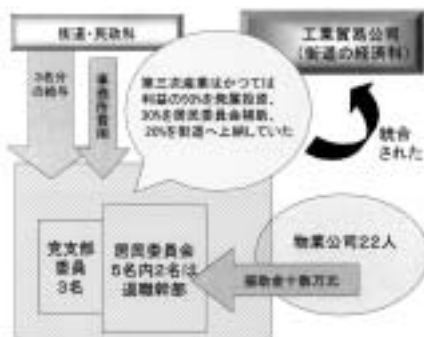 街道・民政科
工業貿易公司
(街道の経済科)
3名分
の給与
事務所費用
第三次産業はかつては
利益の50%を発展投資、
30%を居民委員会補助、
20%を街道へ上納していた
統合
された
党支部
委員
3名
居民委員会
5名内2名は
退職幹部
物業公司22人
補助金十数万元